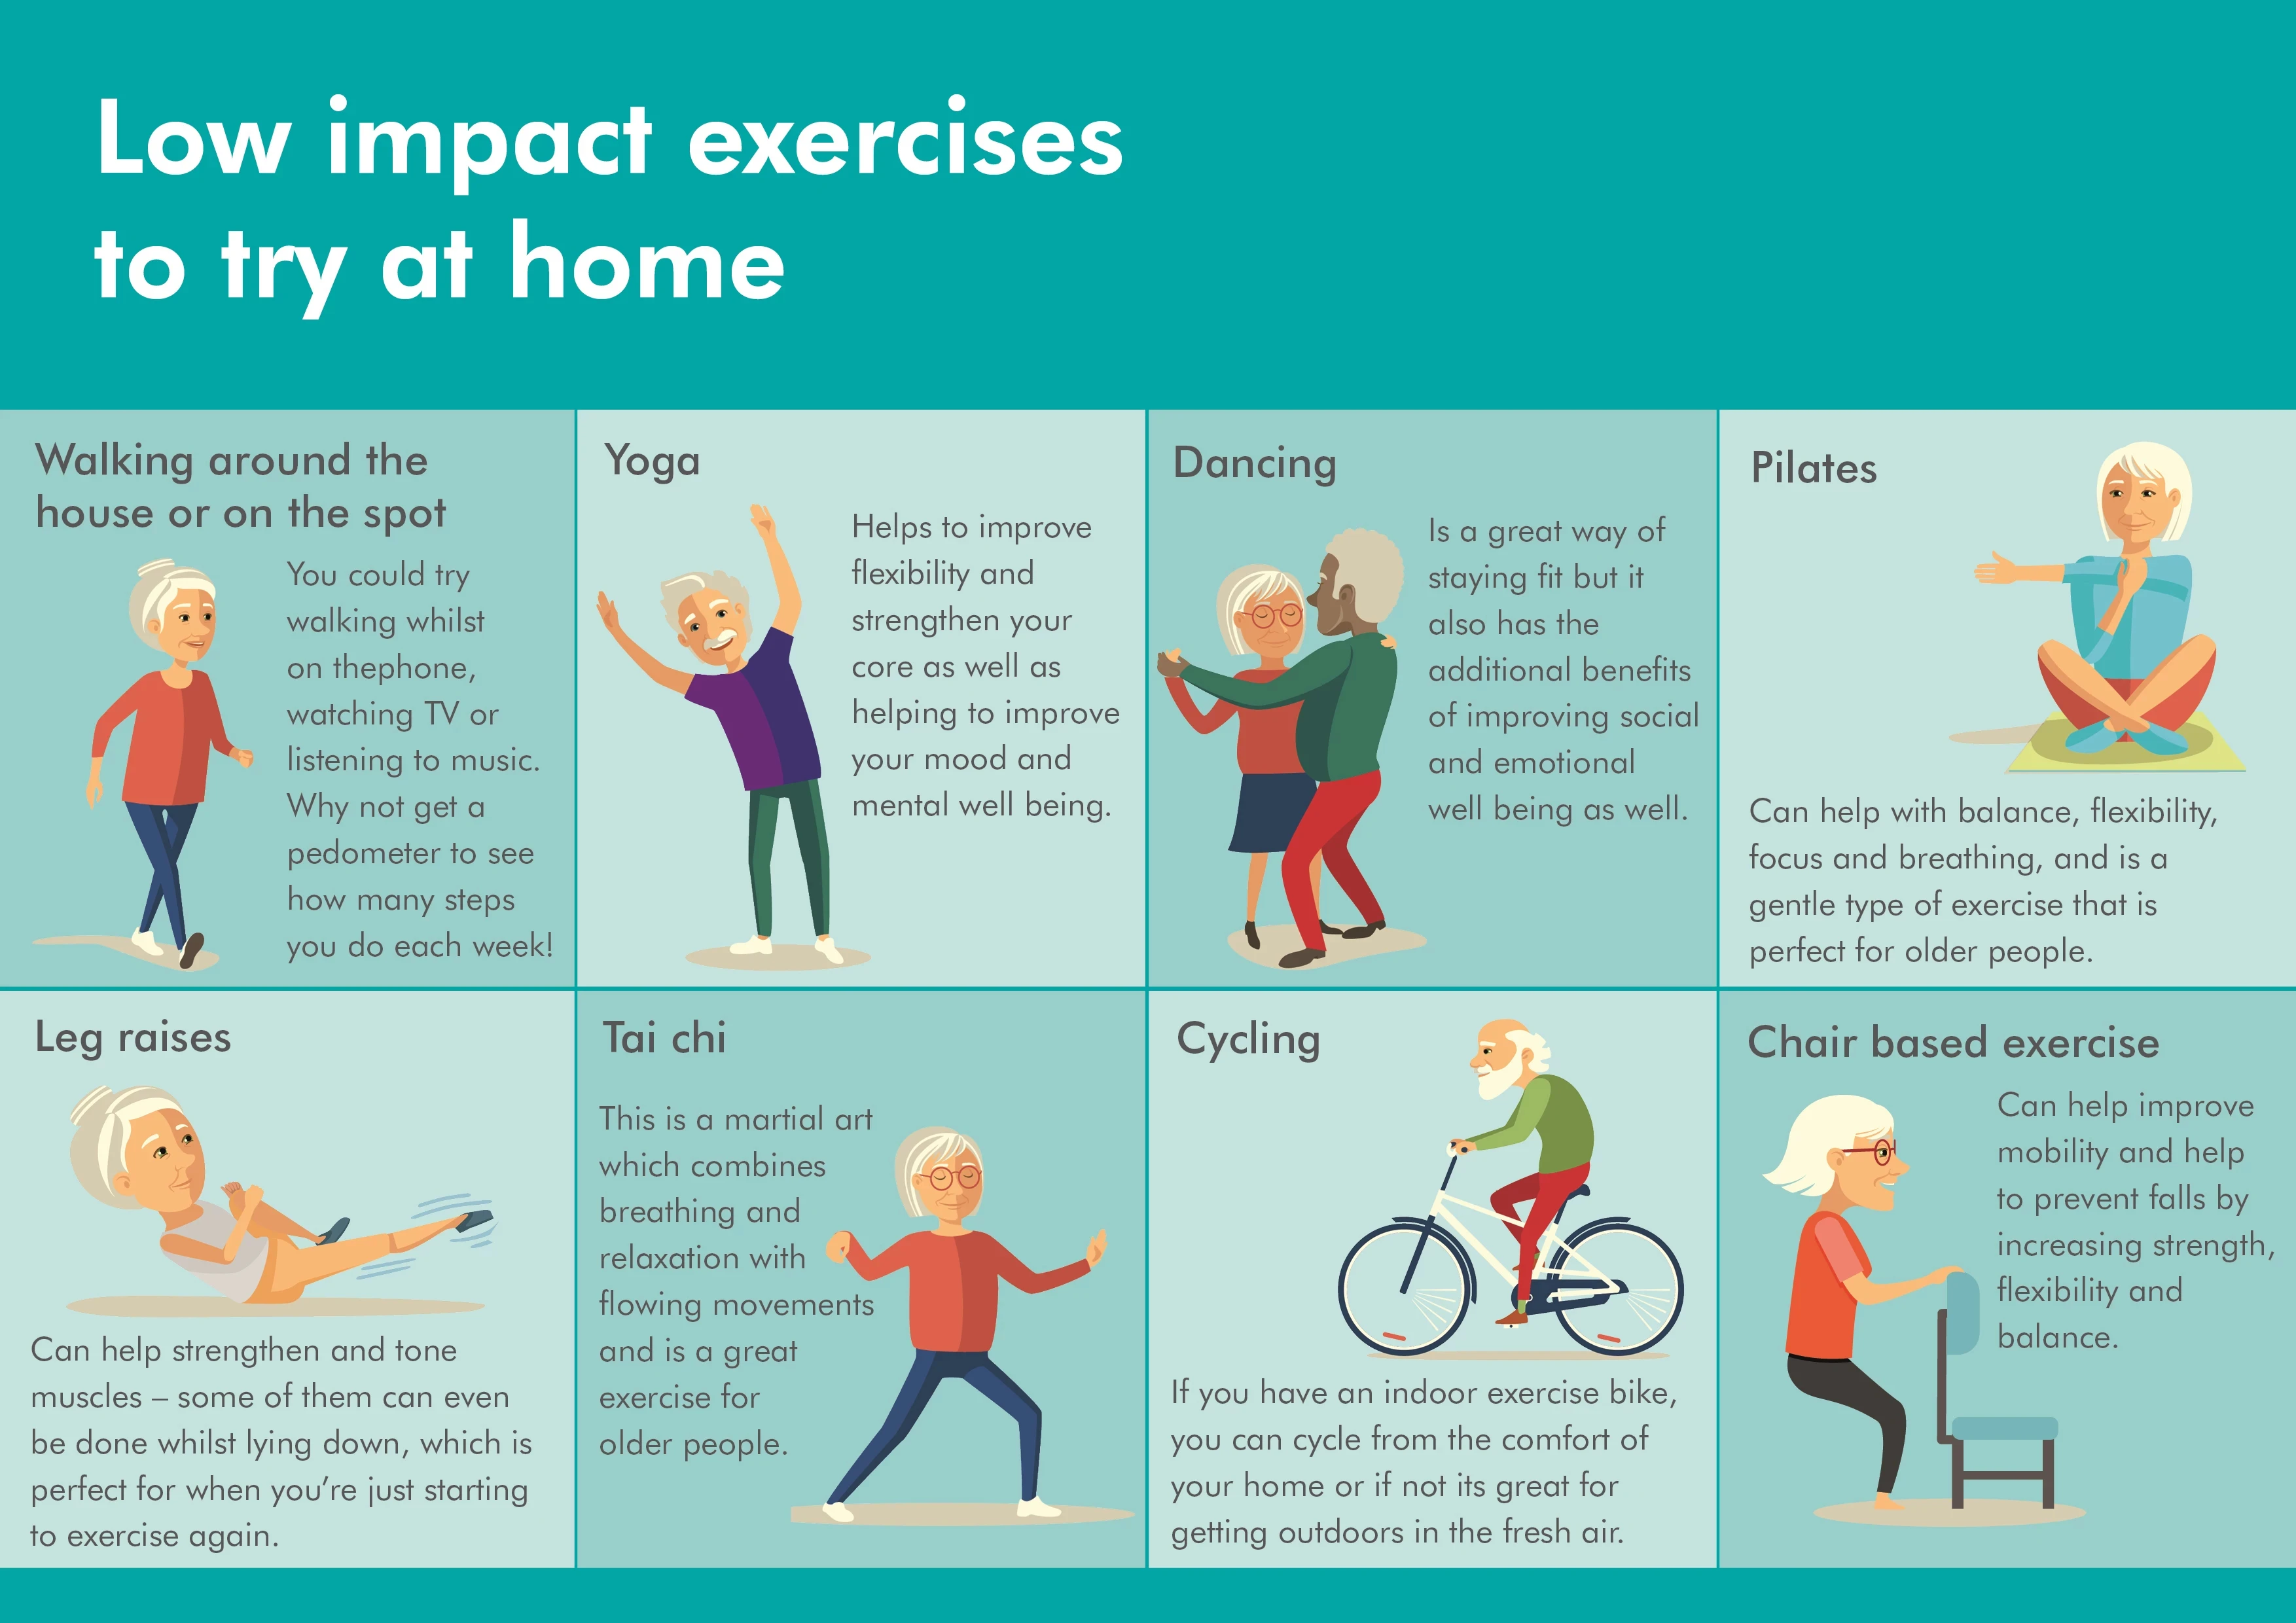 Low impact exercises
to try at home
Walking around the
house or on the spot
You could try
walking whilst
on thephone,
watching TV or
listening to music.
Why not get a
pedometer to see
how many steps
you do each week!
Yoga
Helps to improve
flexibility and
strengthen your
core as well as
helping to improve
your mood and
mental well being.
Dancing
Is a great way of
staying fit but it
also has the
additional benefits
of improving social
and emotional
well being as well.
Pilates
Can help with balance, flexibility,
focus and breathing, and is a
gentle type of exercise that is
perfect for older people.
Leg raises
Can help strengthen and tone
muscles – some of them can even
be done whilst lying down, which is
perfect for when you're just starting
to exercise again.
Tai chi
This is a martial art
which combines
breathing and
relaxation with
flowing movements
and is a great
exercise for
older people.
Cycling
If you have an indoor exercise bike,
you can cycle from the comfort of
your home or if not its great for
getting outdoors in the fresh air.
Chair based exercise
Can help improve
mobility and help
to prevent falls by
increasing strength,
flexibility and
balance.